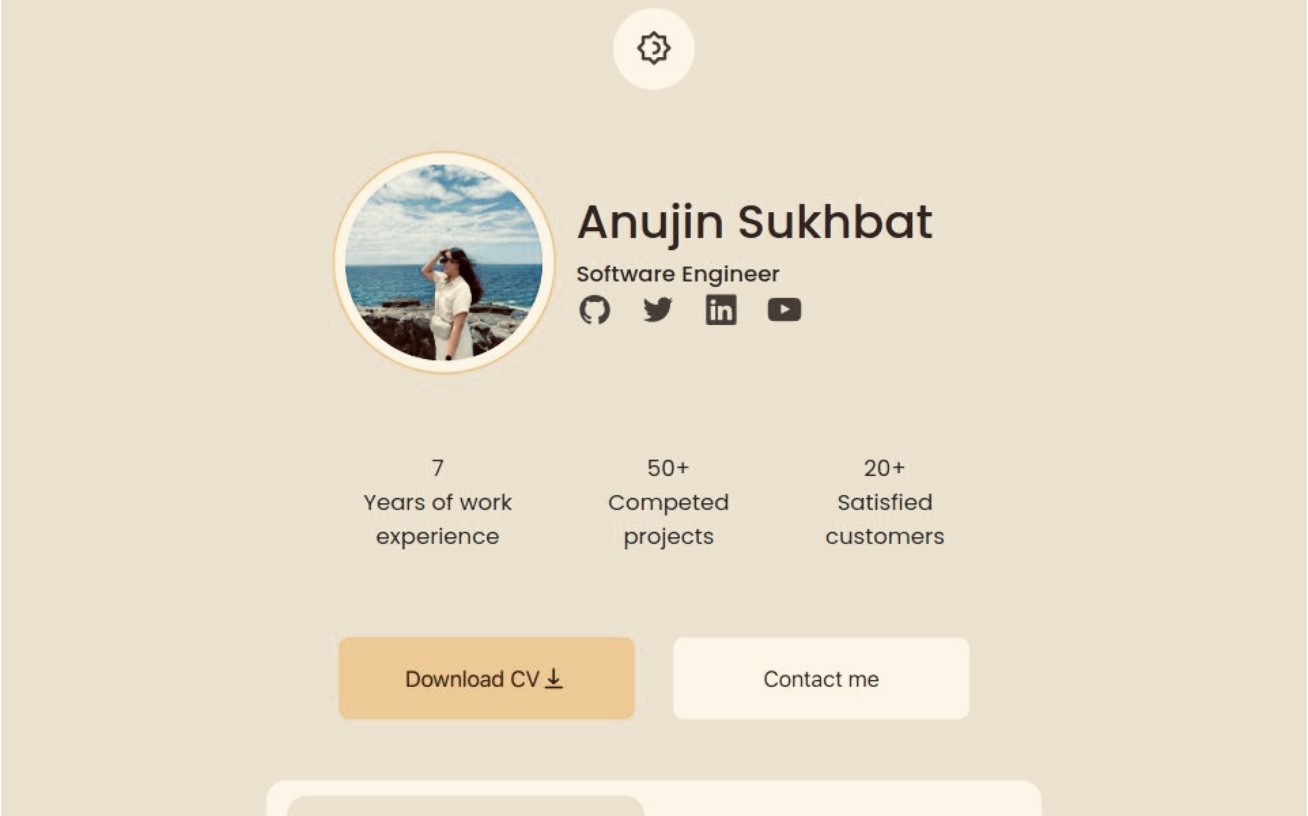 Anujin Sukhbat
Software Engineer
7
Years of work
experience
50+
Competed
projects
20+
Satisfied
customers
Download CV
Contact me